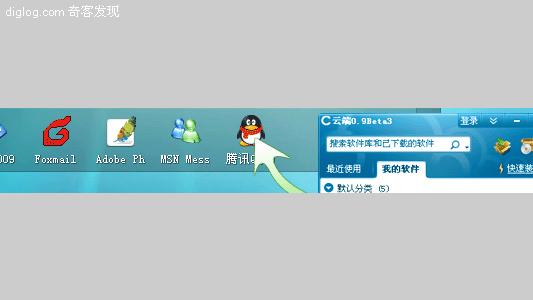 diglog.com 奇客发现
云端0.9Beta3
登录
搜索软件库和已下载的软件
009
Foxmail
Adobe Ph
MSN Mess
腾讯
最近使用
我的软件
快速装
默认分类 (5)